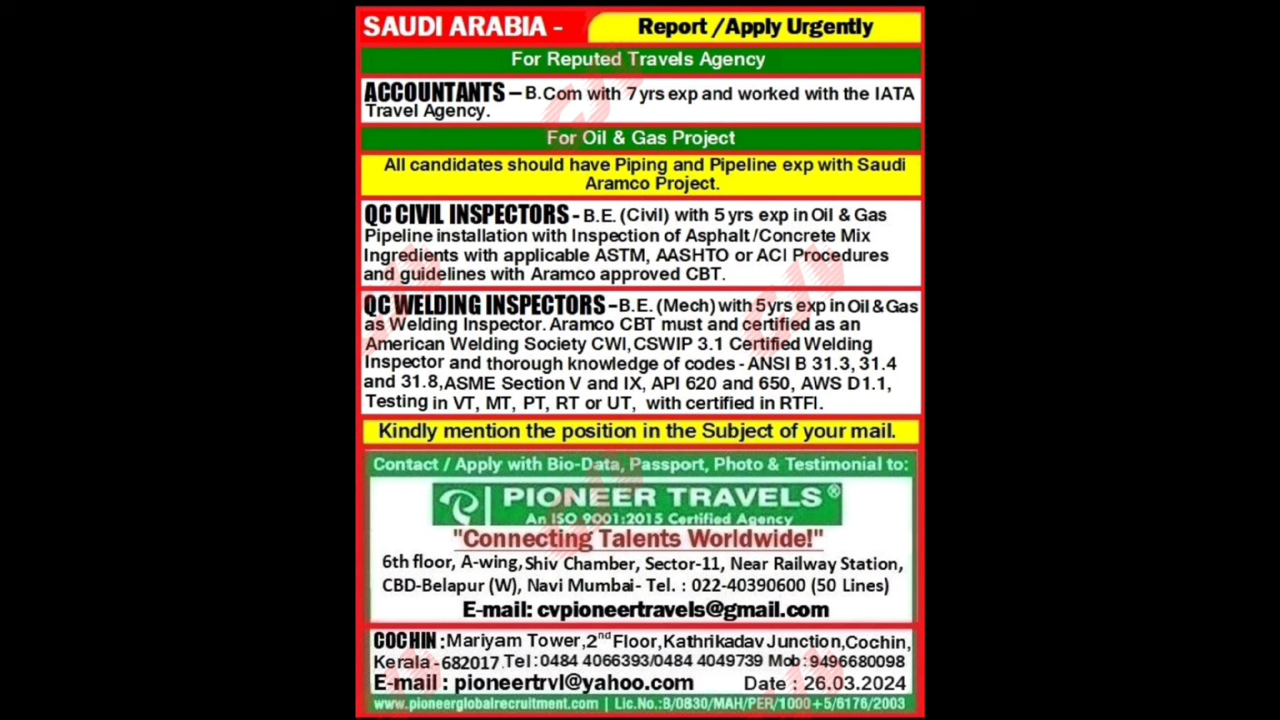 SAUDI ARABIA - Report /Apply Urgently
For Reputed Travels Agency
ACCOUNTANTS – B.Com with 7 yrs exp and worked with the IATA
Travel Agency.
For Oil & Gas Project
All candidates should have Piping and Pipeline exp with Saudi
Aramco Project.
QC CIVIL INSPECTORS - B.E. (Civil) with 5 yrs exp in Oil & Gas
Pipeline installation with Inspection of Asphalt /Concrete Mix
Ingredients with applicable ASTM, AASHTO or ACI Procedures
and guidelines with Aramco approved CBT.
QC WELDING INSPECTORS –B.E. (Mech) with 5 yrs exp in Oil & Gas
as Welding Inspector. Aramco CBT must and certified as an
American Welding Society CWI, CSWIP 3.1 Certified Welding
Inspector and thorough knowledge of codes - ANSI B 31.3, 31.4
and 31.8, ASME Section V and IX, API 620 and 650, AWS D1.1,
Testing in VT, MT, PT, RT or UT, with certified in RTFI.
Kindly mention the position in the Subject of your mail.
Contact / Apply with Bio-Data, Passport, Photo & Testimonial to:
PIONEER TRAVELS®
An ISO 9001:2015 Certified Agency
"Connecting Talents Worldwide!"
6th floor, A-wing, Shiv Chamber, Sector-11, Near Railway Station,
CBD-Belapur (W), Navi Mumbai- Tel. : 022-40390600 (50 Lines)
E-mail: cvpioneertravels@gmail.com
COCHIN : Mariyam Tower, 2nd Floor, Kathrikadav Junction, Cochin,
Kerala - 682017 Tel : 0484 4066393/0484 4049739 Mob : 9496680098
E-mail : pioneertrvl@yahoo.com Date : 26.03.2024
www.pioneerglobalrecruitment.com | Lic.No.:B/0830/MAH/PER/1000+5/6176/2003